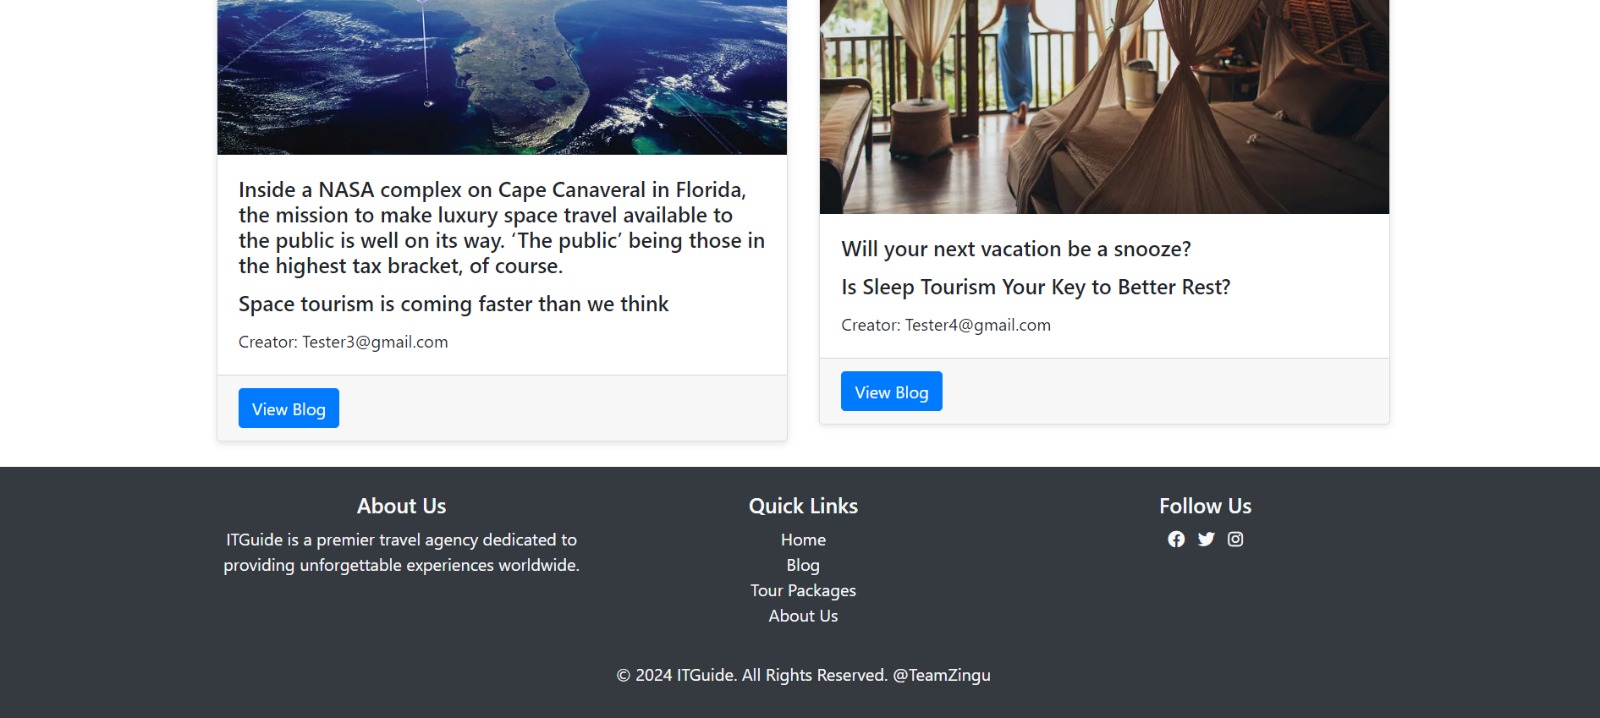 Inside a NASA complex on Cape Canaveral in Florida,
the mission to make luxury space travel available to
the public is well on its way. ‘The public’ being those in
the highest tax bracket, of course.
Space tourism is coming faster than we think
Creator: Tester3@gmail.com
View Blog
Will your next vacation be a snooze?
Is Sleep Tourism Your Key to Better Rest?
Creator: Tester4@gmail.com
View Blog
About Us
ITGuide is a premier travel agency dedicated to
providing unforgettable experiences worldwide.
Quick Links
Home
Blog
Tour Packages
About Us
Follow Us
© 2024 ITGuide. All Rights Reserved. @TeamZingu